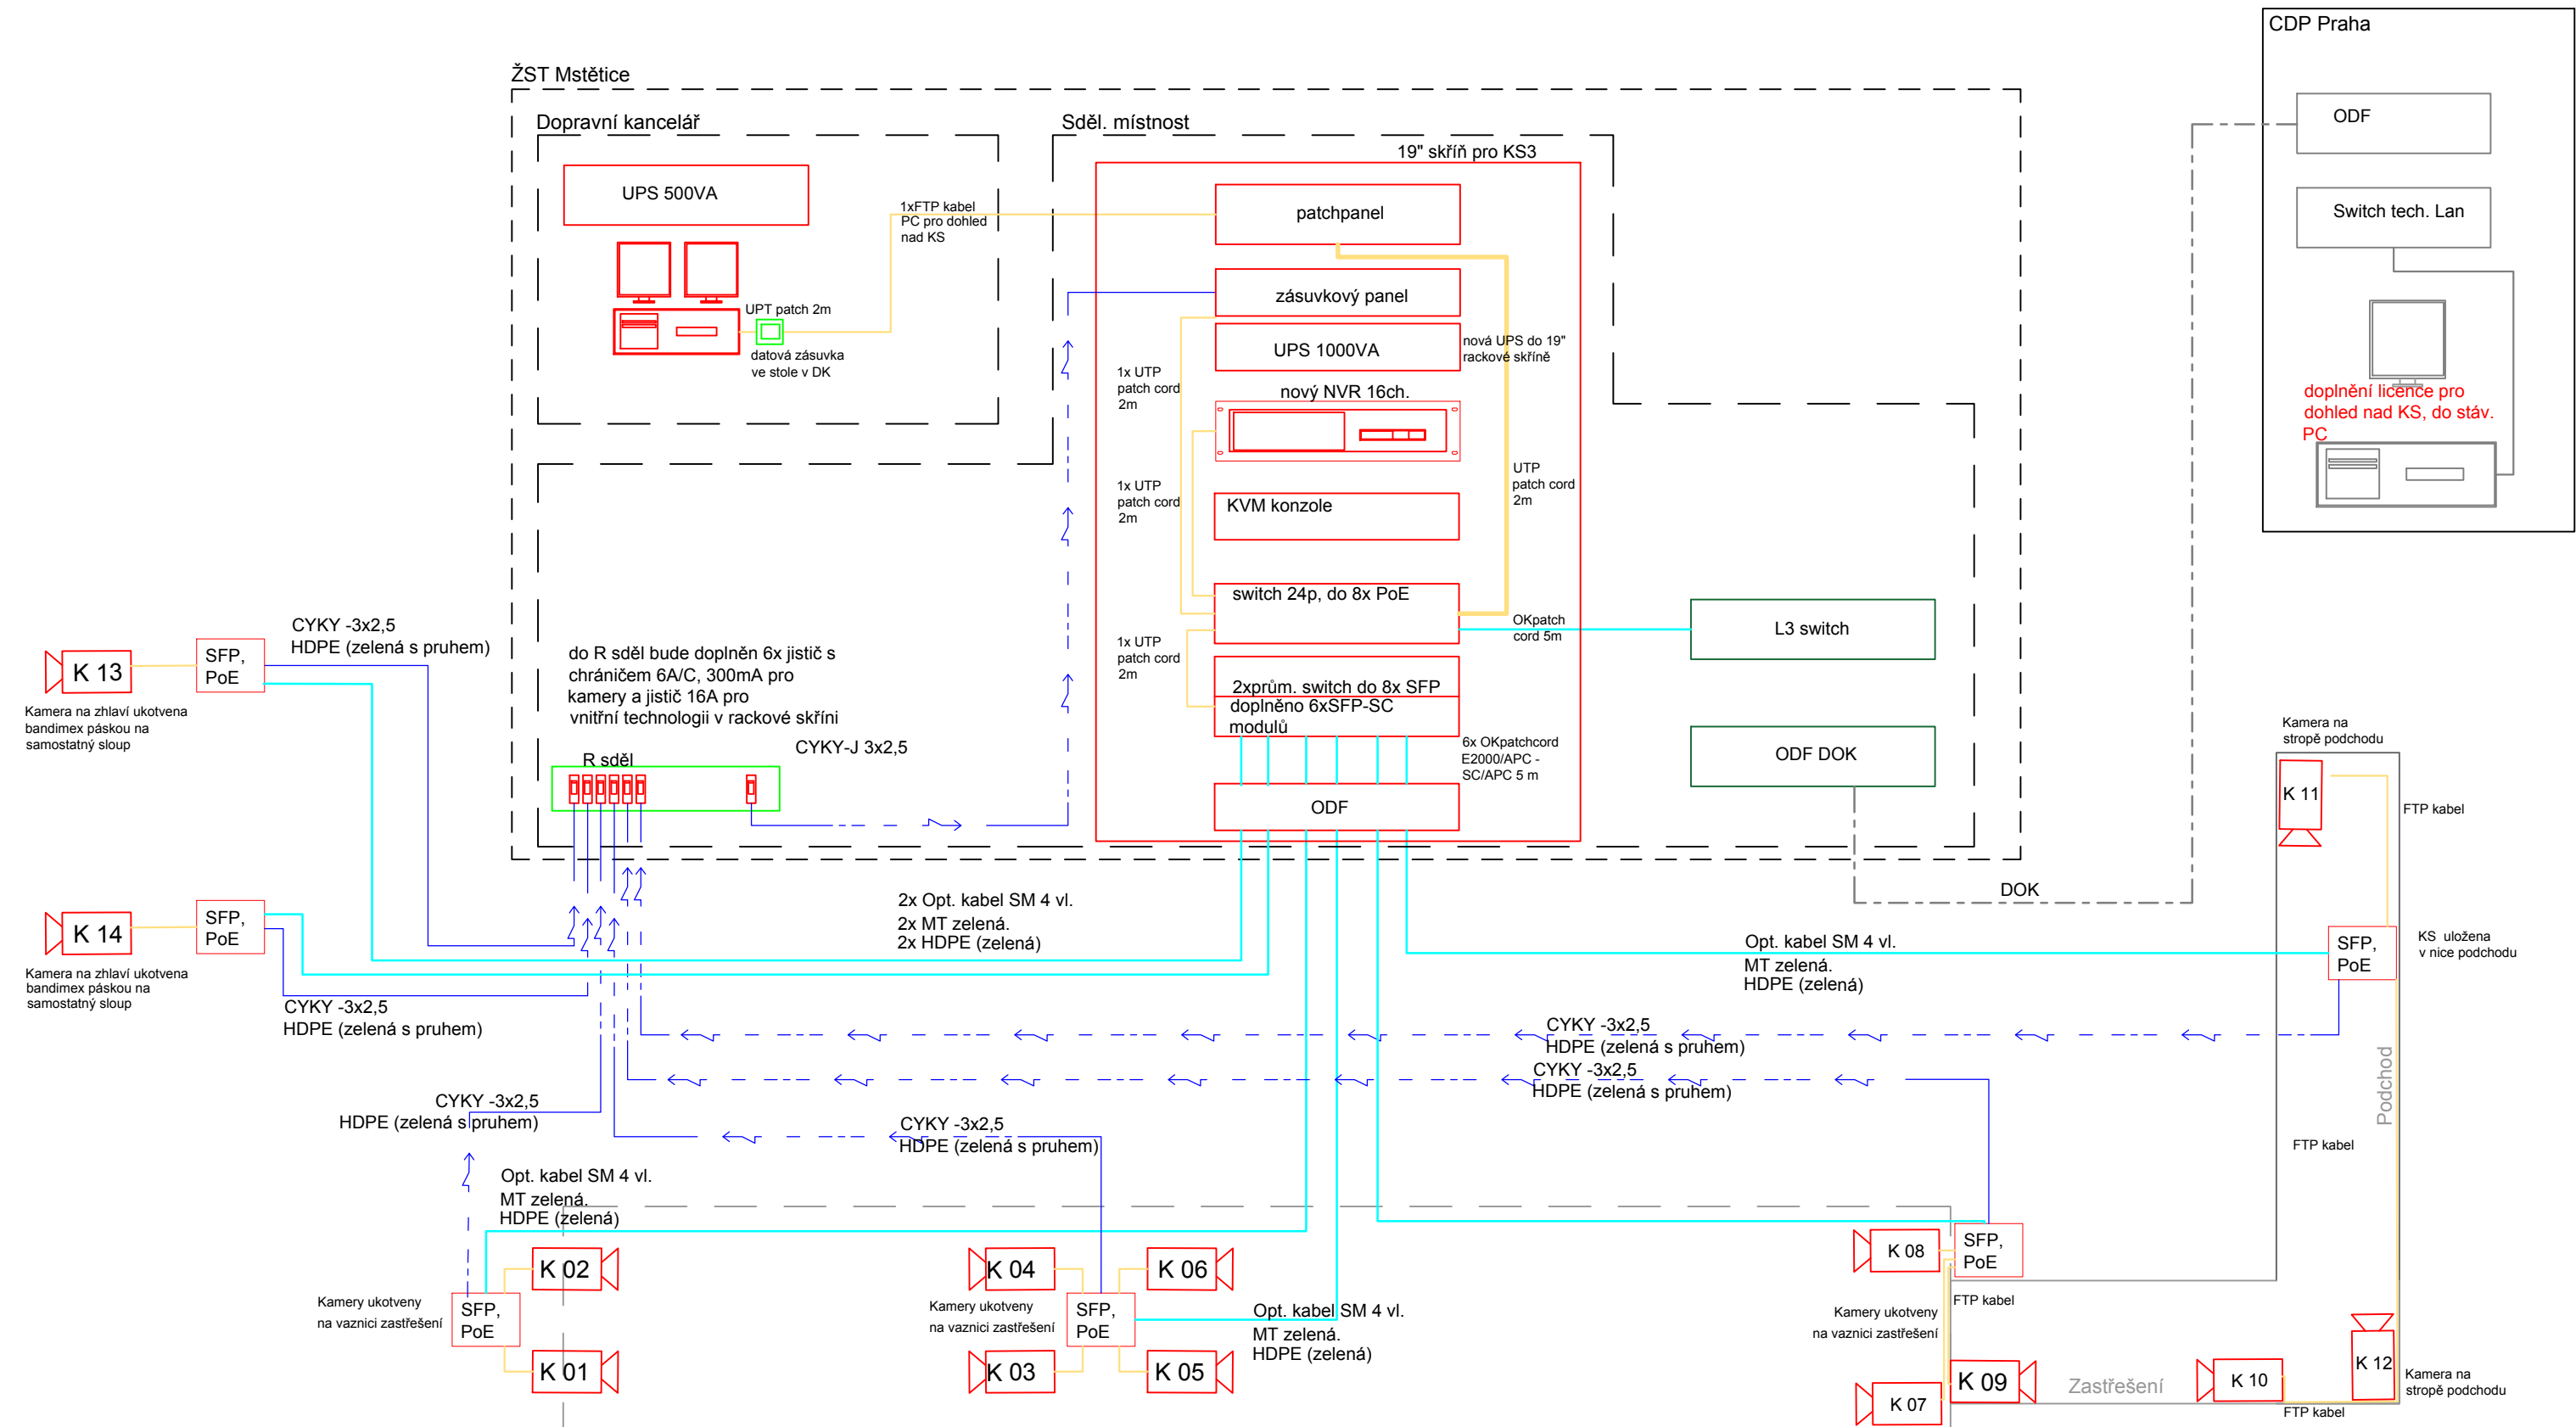 CDP Praha
ODF
Switch tech. Lan
doplnění licence pro
dohled nad KS, do stáv.
PC
ŽST Mstětice
Dopravní kancelář
UPS 500VA
1xFTP kabel
PC pro dohled
nad KS
UPT patch 2m
datová zásuvka
ve stole v DK
Sděl. místnost
19" skříň pro KS3
patchpanel
zásuvkový panel
UPS 1000VA
nová UPS do 19"
rackové skříně
1x UTP
patch cord
2m
nový NVR 16ch.
1x UTP
patch cord
2m
UTP
patch cord
2m
KVM konzole
switch 24p, do 8x PoE
OKpatch
cord 5m
L3 switch
1x UTP
patch cord
2m
2xprům. switch do 8x SFP
doplněno 6xSFP-SC
modulů
6x OKpatchcord
E2000/APC -
SC/APC 5 m
ODF
ODF DOK
DOK
do R sděl bude doplněn 6x jistič s
chráničem 6A/C, 300mA pro
kamery a jistič 16A pro
vnitřní technologii v rackové skříni
CYKY-J 3x2,5
R sděl
CYKY -3x2,5
HDPE (zelená s pruhem)
K 13
SFP,
PoE
Kamera na zhlaví ukotvena
bandimex páskou na
samostatný sloup
K 14
SFP,
PoE
Kamera na zhlaví ukotvena
bandimex páskou na
samostatný sloup
CYKY -3x2,5
HDPE (zelená s pruhem)
2x Opt. kabel SM 4 vl.
2x MT zelená.
2x HDPE (zelená)
Opt. kabel SM 4 vl.
MT zelená.
HDPE (zelená)
Kamera na
stropě podchodu
K 11
FTP kabel
SFP,
PoE
KS uložena
v nice podchodu
CYKY -3x2,5
HDPE (zelená s pruhem)
CYKY -3x2,5
HDPE (zelená s pruhem)
Podchod
FTP kabel
CYKY -3x2,5
HDPE (zelená s pruhem)
CYKY -3x2,5
HDPE (zelená s pruhem)
Opt. kabel SM 4 vl.
MT zelená.
HDPE (zelená)
K 02
Kamery ukotveny
na vaznici zastřešení
SFP,
PoE
K 01
K 04
K 06
Kamery ukotveny
na vaznici zastřešení
SFP,
PoE
K 03
K 05
Opt. kabel SM 4 vl.
MT zelená.
HDPE (zelená)
K 08
SFP,
PoE
FTP kabel
Kamery ukotveny
na vaznici zastřešení
K 07
K 09
Zastřešení
K 10
K 12
Kamera na
stropě podchodu
FTP kabel